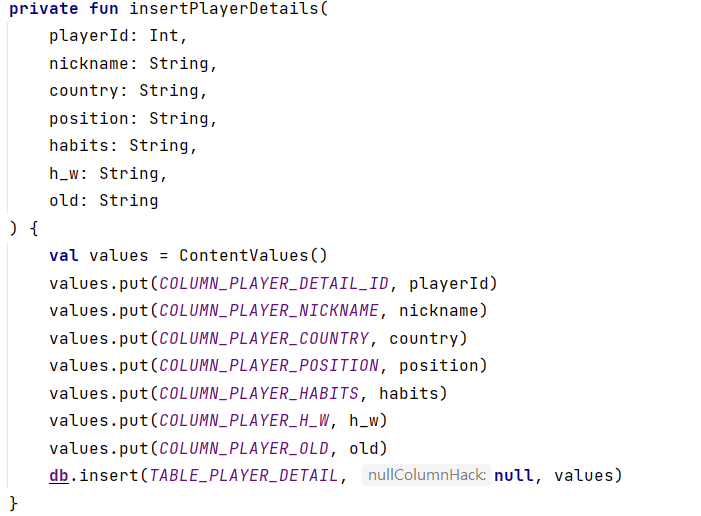 private fun insertPlayerDetails(
    playerId: Int,
    nickname: String,
    country: String,
    position: String,
    habits: String,
    h_w: String,
    old: String
) {
    val values = ContentValues()
    values.put(COLUMN_PLAYER_DETAIL_ID, playerId)
    values.put(COLUMN_PLAYER_NICKNAME, nickname)
    values.put(COLUMN_PLAYER_COUNTRY, country)
    values.put(COLUMN_PLAYER_POSITION, position)
    values.put(COLUMN_PLAYER_HABITS, habits)
    values.put(COLUMN_PLAYER_H_W, h_w)
    values.put(COLUMN_PLAYER_OLD, old)
    db.insert(TABLE_PLAYER_DETAIL, nullColumnHack: null, values)
}